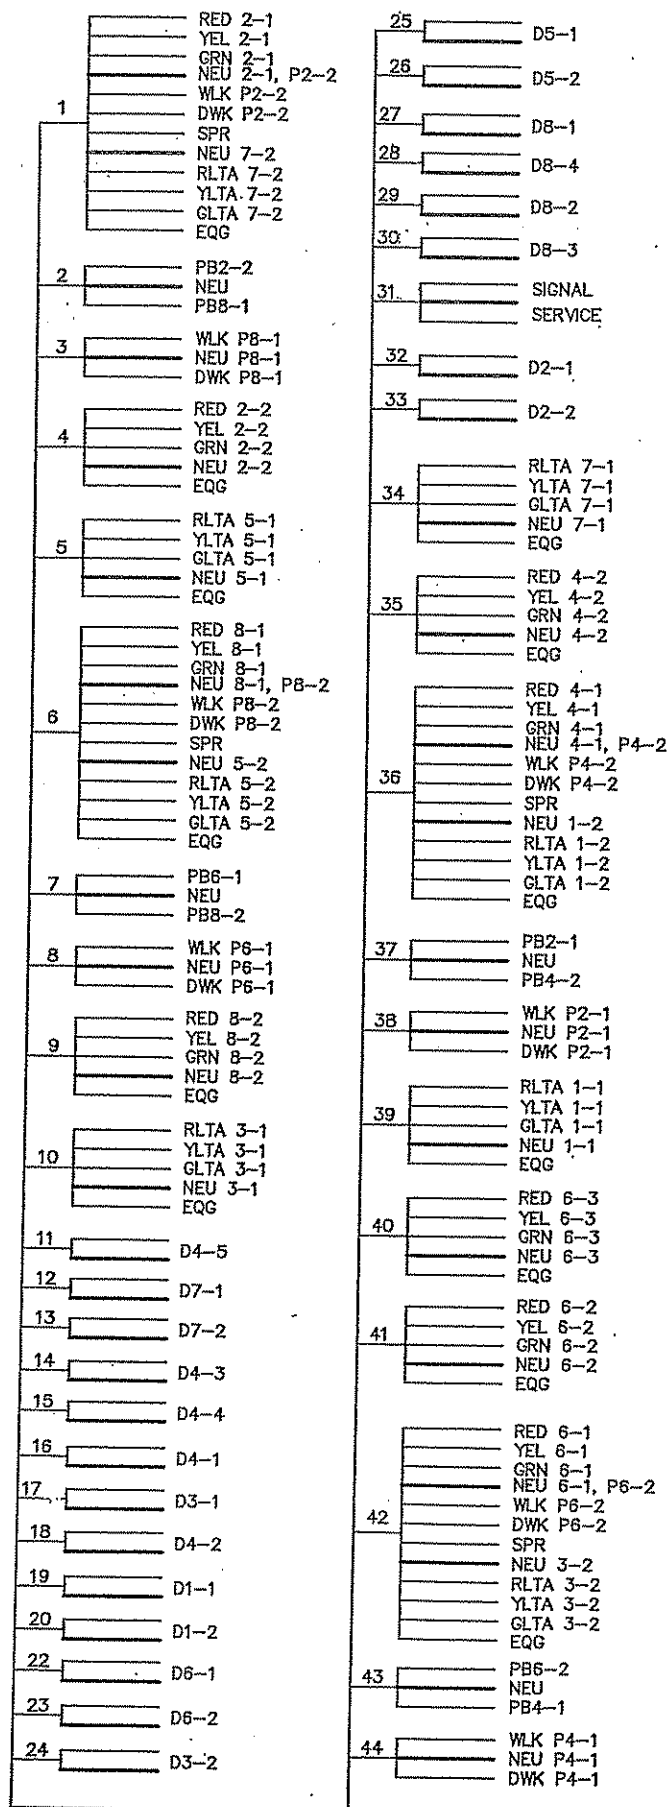 1
RED 2-1
YEL 2-1
GRN 2-1
NEU 2-1, P2-2
WLK P2-2
DWK P2-2
SPR
NEU 7-2
RLTA 7-2
YLTA 7-2
GLTA 7-2
EQG
2
PB2-2
NEU
PB8-1
3
WLK P8-1
NEU P8-1
DWK P8-1
4
RED 2-2
YEL 2-2
GRN 2-2
NEU 2-2
EQG
5
RLTA 5-1
YLTA 5-1
GLTA 5-1
NEU 5-1
EQG
6
RED 8-1
YEL 8-1
GRN 8-1
NEU 8-1, P8-2
WLK P8-2
DWK P8-2
SPR
NEU 5-2
RLTA 5-2
YLTA 5-2
GLTA 5-2
EQG
7
PB6-1
NEU
PB8-2
8
WLK P6-1
NEU P6-1
DWK P6-1
9
RED 8-2
YEL 8-2
GRN 8-2
NEU 8-2
EQG
10
RLTA 3-1
YLTA 3-1
GLTA 3-1
NEU 3-1
EQG
11 D4-5
12 D7-1
13 D7-2
14 D4-3
15 D4-4
16 D4-1
17 D3-1
18 D4-2
19 D1-1
20 D1-2
22 D6-1
23 D6-2
24 D3-2
25 D5-1
26 D5-2
27 D8-1
28 D8-4
29 D8-2
30 D8-3
31
SIGNAL
SERVICE
32 D2-1
33 D2-2
34
RLTA 7-1
YLTA 7-1
GLTA 7-1
NEU 7-1
EQG
35
RED 4-2
YEL 4-2
GRN 4-2
NEU 4-2
EQG
36
RED 4-1
YEL 4-1
GRN 4-1
NEU 4-1, P4-2
WLK P4-2
DWK P4-2
SPR
NEU 1-2
RLTA 1-2
YLTA 1-2
GLTA 1-2
EQG
37
PB2-1
NEU
PB4-2
38
WLK P2-1
NEU P2-1
DWK P2-1
39
RLTA 1-1
YLTA 1-1
GLTA 1-1
NEU 1-1
EQG
40
RED 6-3
YEL 6-3
GRN 6-3
NEU 6-3
EQG
41
RED 6-2
YEL 6-2
GRN 6-2
NEU 6-2
EQG
42
RED 6-1
YEL 6-1
GRN 6-1
NEU 6-1, P6-2
WLK P6-2
DWK P6-2
SPR
NEU 3-2
RLTA 3-2
YLTA 3-2
GLTA 3-2
EQG
43
PB6-2
NEU
PB4-1
44
WLK P4-1
NEU P4-1
DWK P4-1